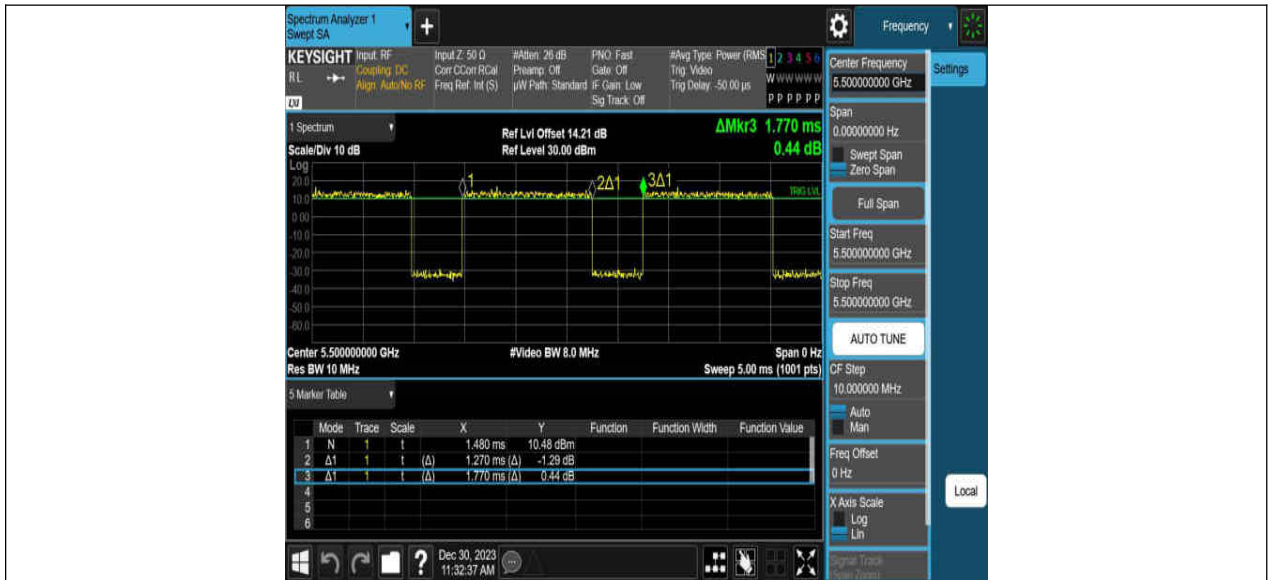 Spectrum Analyzer 1
Swept SA
+
Frequency
KEYSIGHT
RL
Input: RF
Coupling: DC
Align: Auto/No RF
Input Z: 50 Ω
Corr CCorr RCal
Freq Ref: Int (S)
#Atten: 26 dB
Preamp: Off
µW Path: Standard
PNO: Fast
Gate: Off
IF Gain: Low
Sig Track: Off
#Avg Type: Power (RMS
Trig: Video
Trig Delay: -50.00 µs
1 2 3 4 5 6
W W W W W W
P P P P P P
1 Spectrum
Scale/Div 10 dB
Ref Lvl Offset 14.21 dB
Ref Level 30.00 dBm
ΔMkr3 1.770 ms
0.44 dB
Log
20.0
10.0
0.00
-10.0
-20.0
-30.0
-40.0
-50.0
-60.0
1
2Δ1
3Δ1
TRIG LVL
Center 5.500000000 GHz
Res BW 10 MHz
#Video BW 8.0 MHz
Span 0 Hz
Sweep 5.00 ms (1001 pts)
5 Marker Table
Mode Trace Scale X Y Function Function Width Function Value
1 N 1 t 1.480 ms 10.48 dBm
2 Δ1 1 t (Δ) 1.270 ms (Δ) -1.29 dB
3 Δ1 1 t (Δ) 1.770 ms (Δ) 0.44 dB
4
5
6
?
Dec 30, 2023
11:32:37 AM
Center Frequency
5.500000000 GHz
Settings
Span
0.00000000 Hz
Swept Span
Zero Span
Full Span
Start Freq
5.500000000 GHz
Stop Freq
5.500000000 GHz
AUTO TUNE
CF Step
10.000000 MHz
Auto
Man
Freq Offset
0 Hz
X Axis Scale
Log
Lin
Signal Track
(Span Zoom)
Local